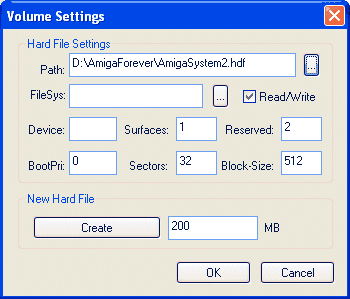 Volume Settings
Hard File Settings
Path: D:\AmigaForever\AmigaSystem2.hdf ...
FileSys: ... Read/Write
Device: Surfaces: 1 Reserved: 2
BootPri: 0 Sectors: 32 Block-Size: 512
New Hard File
Create 200 MB
OK Cancel